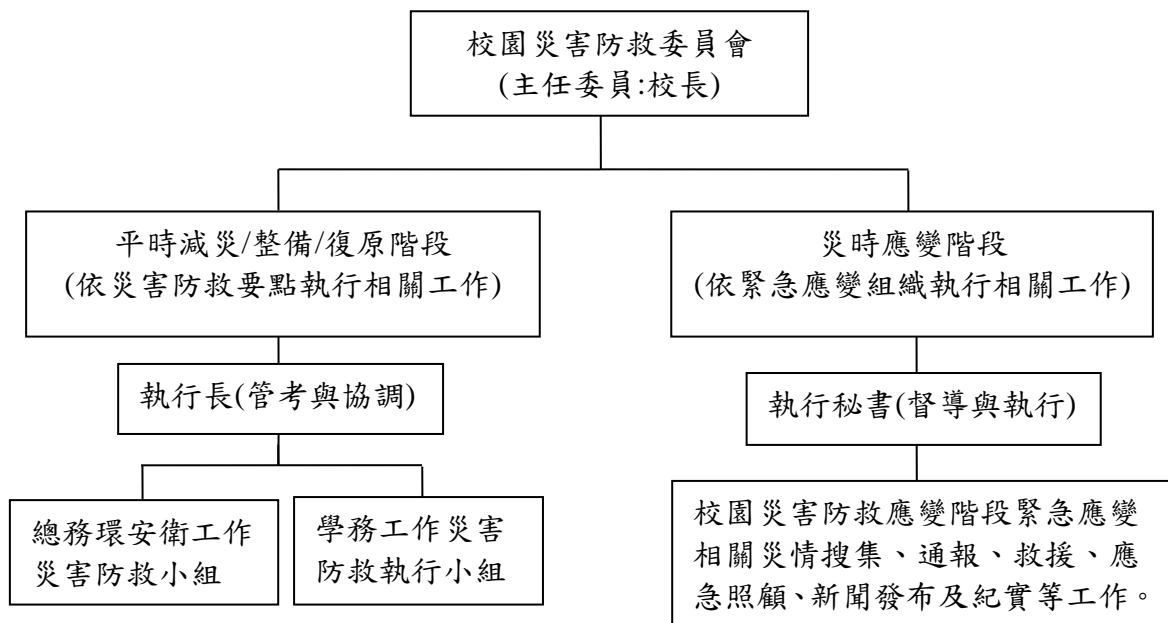 校園災害防救委員會
(主任委員:校長)
平時減災/整備/復原階段
(依災害防救要點執行相關工作)
災時應變階段
(依緊急應變組織執行相關工作)
執行長(管考與協調)
執行秘書(督導與執行)
總務環安衛工作
災害防救小組
學務工作災害
防救執行小組
校園災害防救應變階段緊急應變
相關災情搜集、通報、救援、應
急照顧、新聞發布及紀實等工作。